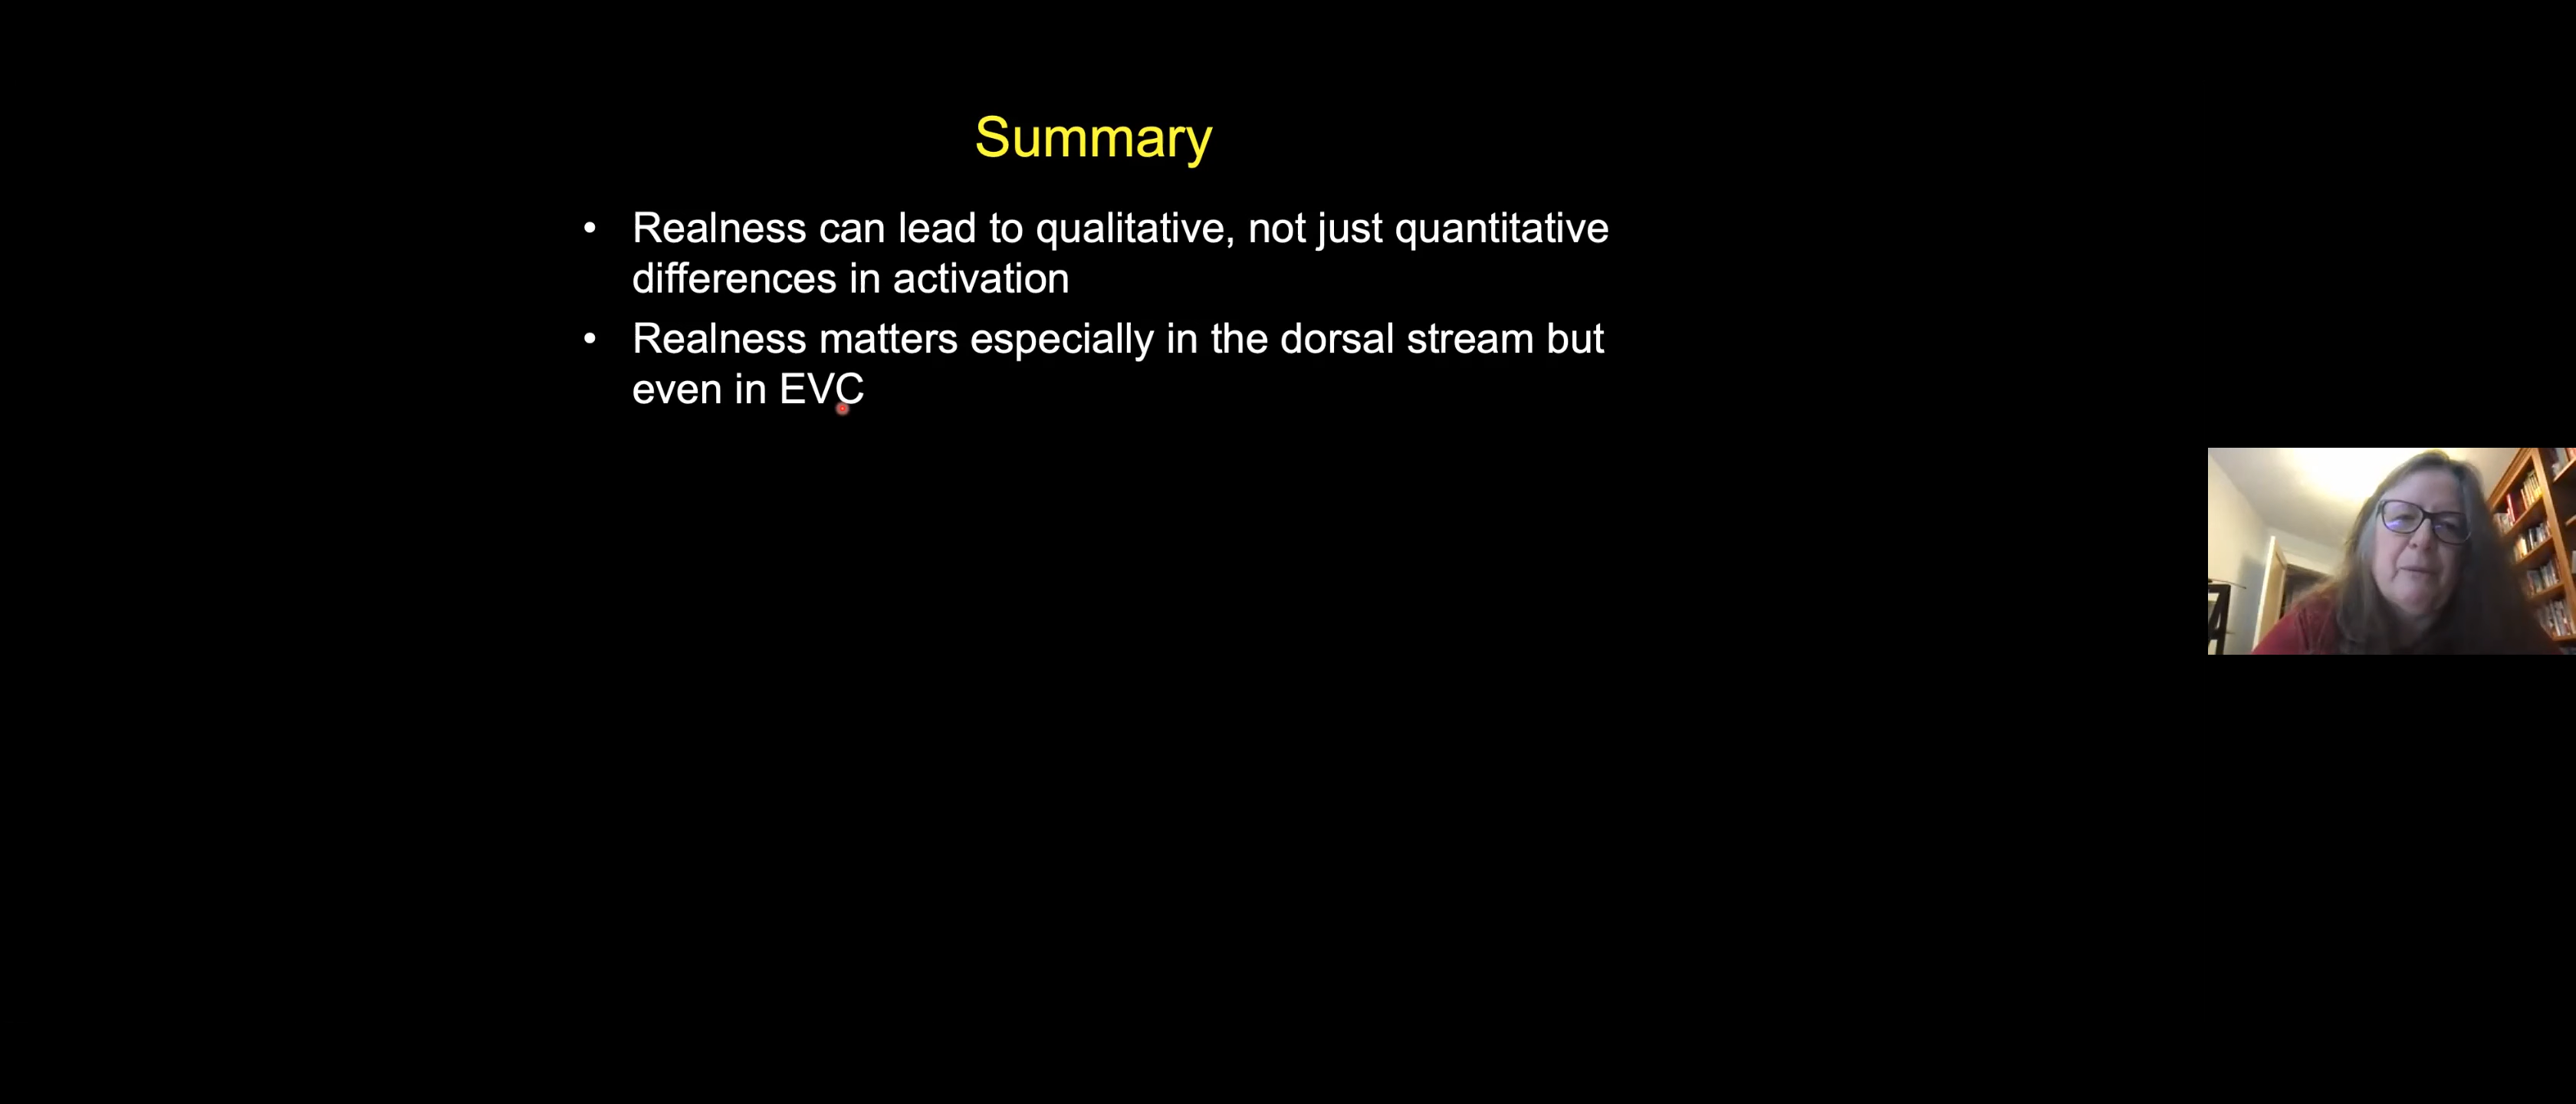 Summary
• Realness can lead to qualitative, not just quantitative
differences in activation
• Realness matters especially in the dorsal stream but
even in EVC